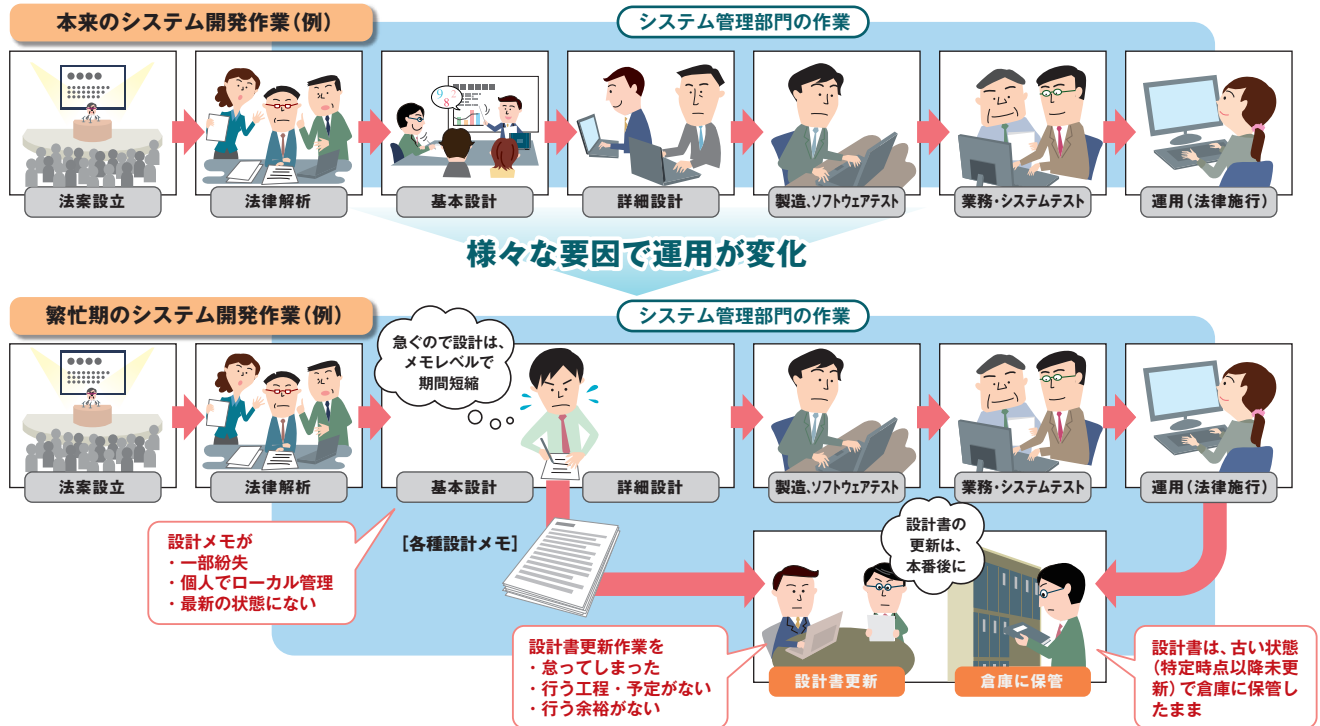 本来のシステム開発作業（例）
システム管理部門の作業
9
8
2
法案設立
法律解析
基本設計
詳細設計
製造、ソフトウェアテスト
業務・システムテスト
運用（法律施行）
様々な要因で運用が変化
繁忙期のシステム開発作業（例）
システム管理部門の作業
急ぐので設計は、
メモレベルで
期間短縮
法案設立
法律解析
基本設計
詳細設計
製造、ソフトウェアテスト
業務・システムテスト
運用（法律施行）
設計メモが
・一部紛失
・個人でローカル管理
・最新の状態にない
［各種設計メモ］
設計書の
更新は、
本番後に
設計書更新作業を
・怠ってしまった
・行う工程・予定がない
・行う余裕がない
設計書更新
倉庫に保管
設計書は、古い状態
（特定時点以降未更
新）で倉庫に保管し
たまま